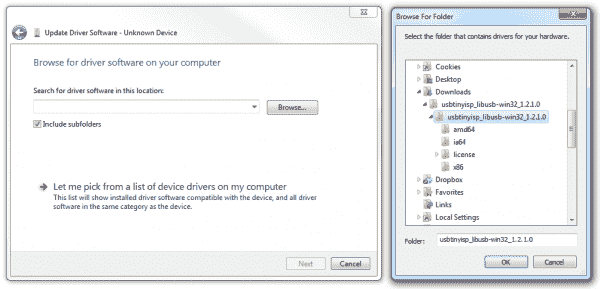 Update Driver Software - Unknown Device
Browse for driver software on your computer
Search for driver software in this location:
Browse...
Include subfolders
Let me pick from a list of device drivers on my computer
This list will show installed driver software compatible with the device, and all driver
software in the same category as the device.
Next
Cancel
Browse For Folder
Select the folder that contains drivers for your hardware.
Cookies
Desktop
Downloads
usbtinyisp_libusb-win32_1.2.1.0
usbtinyisp_libusb-win32_1.2.1.0
amd64
ia64
license
x86
Dropbox
Favorites
Links
Local Settings
Folder:
usbtinyisp_libusb-win32_1.2.1.0
OK
Cancel